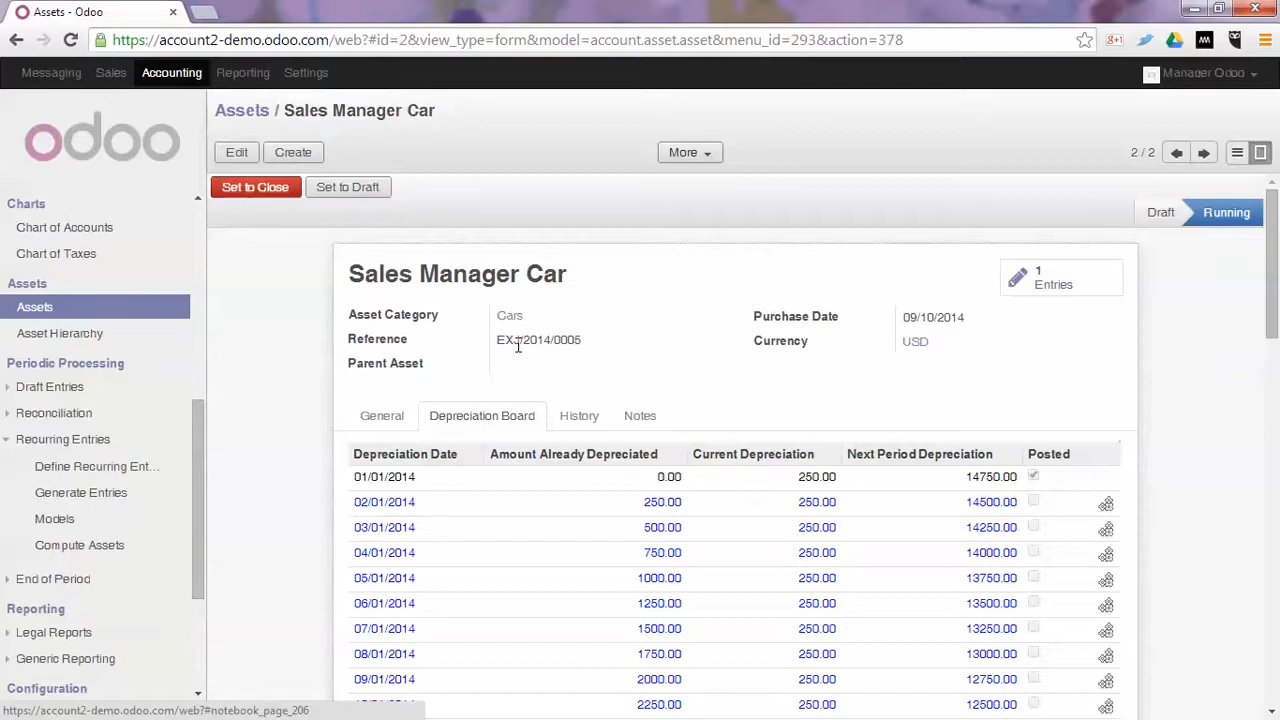 Assets - Odoo
https://account2-demo.odoo.com/web?#id=2&view_type=form&model=account.asset.asset&menu_id=293&action=378
Messaging Sales Accounting Reporting Settings Manager Odoo
odoo
Assets / Sales Manager Car
Edit Create More 2 / 2
Set to Close Set to Draft
Draft Running
Charts
Chart of Accounts
Chart of Taxes
Assets
Assets
Asset Hierarchy
Periodic Processing
Draft Entries
Reconciliation
Recurring Entries
Define Recurring Ent...
Generate Entries
Models
Compute Assets
End of Period
Reporting
Legal Reports
Generic Reporting
Configuration
Sales Manager Car
1
Entries
Asset Category Cars Purchase Date 09/10/2014
Reference EXJ/2014/0005 Currency USD
Parent Asset
General Depreciation Board History Notes
Depreciation Date Amount Already Depreciated Current Depreciation Next Period Depreciation Posted
01/01/2014 0.00 250.00 14750.00
02/01/2014 250.00 250.00 14500.00
03/01/2014 500.00 250.00 14250.00
04/01/2014 750.00 250.00 14000.00
05/01/2014 1000.00 250.00 13750.00
06/01/2014 1250.00 250.00 13500.00
07/01/2014 1500.00 250.00 13250.00
08/01/2014 1750.00 250.00 13000.00
09/01/2014 2000.00 250.00 12750.00
2250.00 250.00 12500.00
https://account2-demo.odoo.com/web?#notebook_page_206